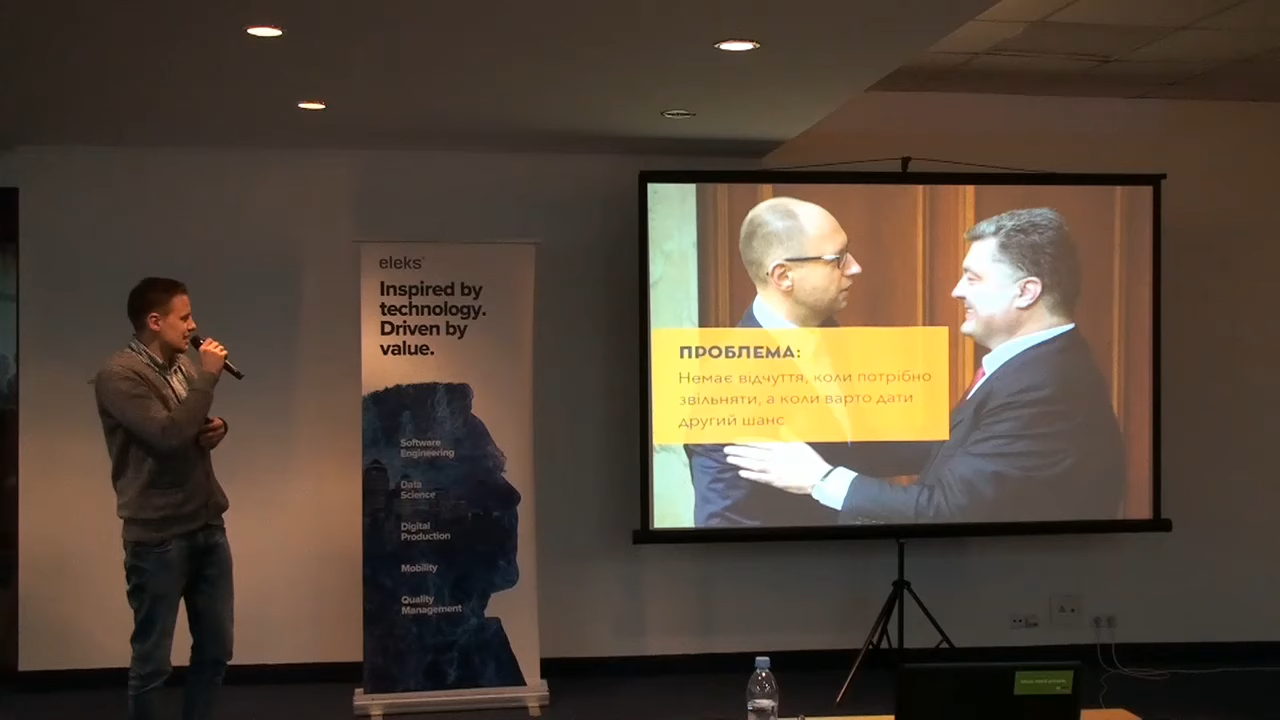 eleks
Inspired by
technology.
Driven by
value.
Software
Engineering
Data
Science
Digital
Production
Mobility
Quality
Management
ПРОБЛЕМА:
Немає відчуття, коли потрібно
звільняти, а коли варто дати
другий шанс